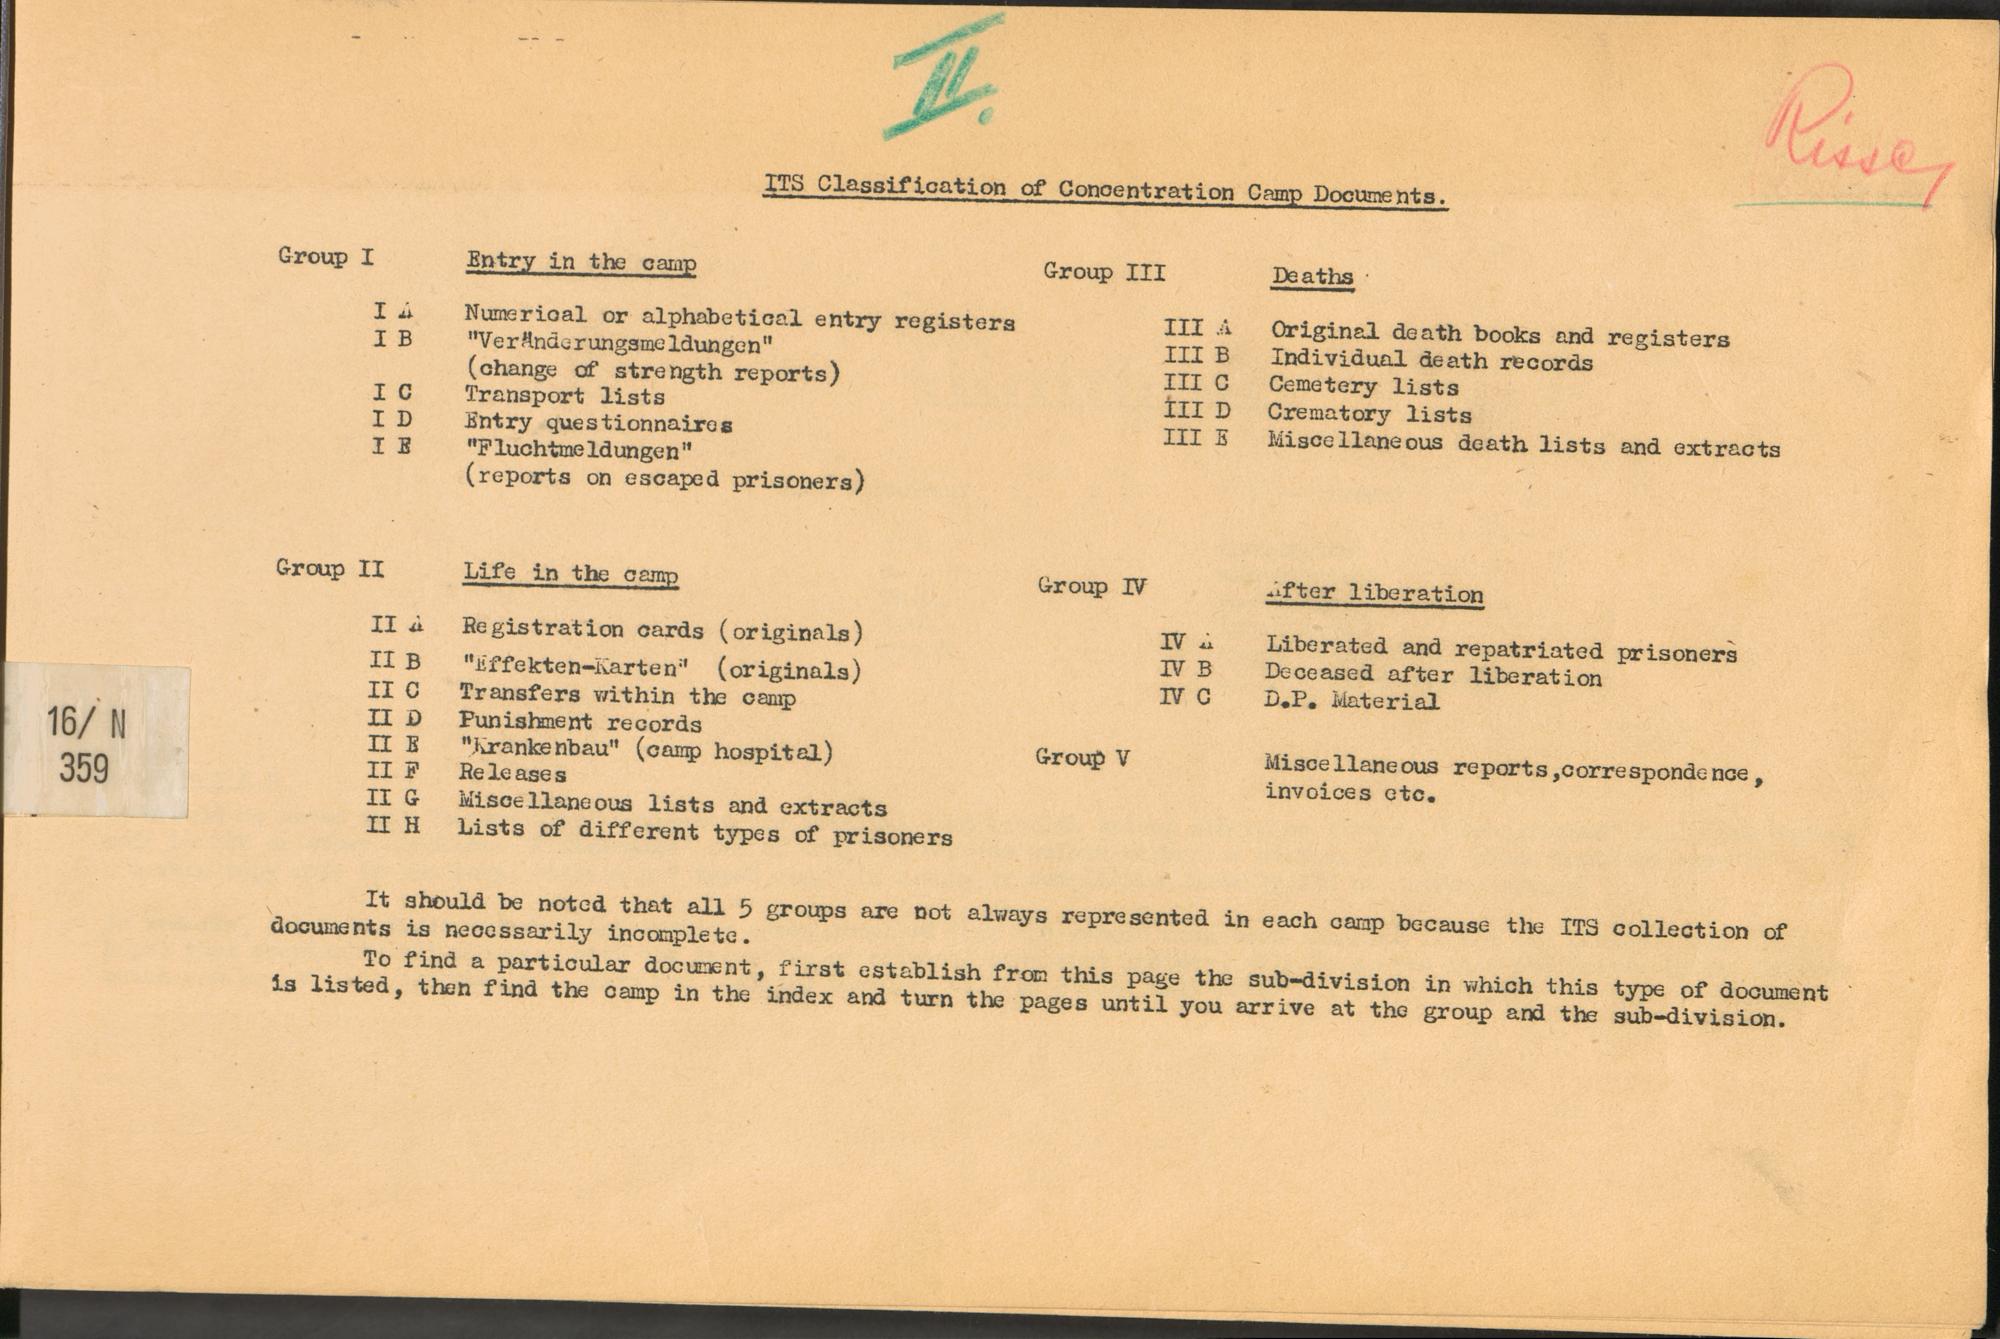 II.
Risse
ITS Classification of Concentration Camp Documents.
Group I Entry in the camp
I A Numerical or alphabetical entry registers
I B "Veränderungsmeldungen"
(change of strength reports)
I C Transport lists
I D Entry questionnaires
I E "Fluchtmeldungen"
(reports on escaped prisoners)
Group II Life in the camp
II A Registration cards (originals)
II B "Effekten-Karten" (originals)
II C Transfers within the camp
II D Punishment records
II E "Krankenbau" (camp hospital)
II F Releases
II G Miscellaneous lists and extracts
II H Lists of different types of prisoners
Group III Deaths
III A Original death books and registers
III B Individual death records
III C Cemetery lists
III D Crematory lists
III E Miscellaneous death lists and extracts
Group IV After liberation
IV A Liberated and repatriated prisoners
IV B Deceased after liberation
IV C D.P. Material
Group V Miscellaneous reports,correspondence,
invoices etc.
16/ N
359
It should be noted that all 5 groups are not always represented in each camp because the ITS collection of
documents is necessarily incomplete.
To find a particular document, first establish from this page the sub-division in which this type of document
is listed, then find the camp in the index and turn the pages until you arrive at the group and the sub-division.